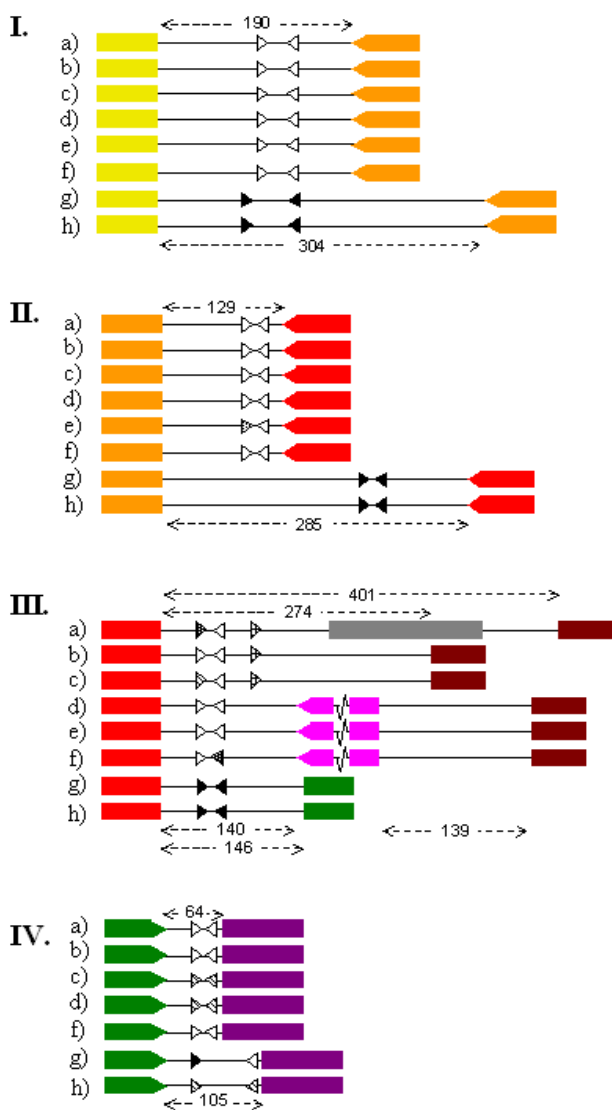 I.
190
a)
b)
c)
d)
e)
f)
g)
h)
304
II.
129
a)
b)
c)
d)
e)
f)
g)
h)
285
III.
401
274
a)
b)
c)
d)
e)
f)
g)
h)
140
139
146
IV.
64
a)
b)
c)
d)
f)
g)
h)
105